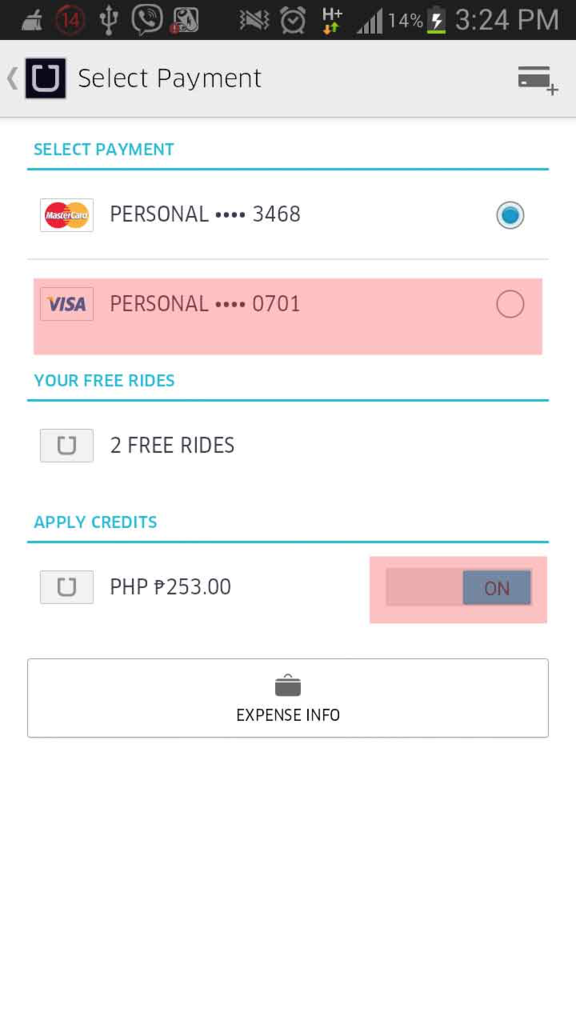 14 H+ 14% 3:24 PM
Select Payment
SELECT PAYMENT
MasterCard PERSONAL •••• 3468
VISA PERSONAL •••• 0701
YOUR FREE RIDES
2 FREE RIDES
APPLY CREDITS
PHP ₱253.00 ON
EXPENSE INFO